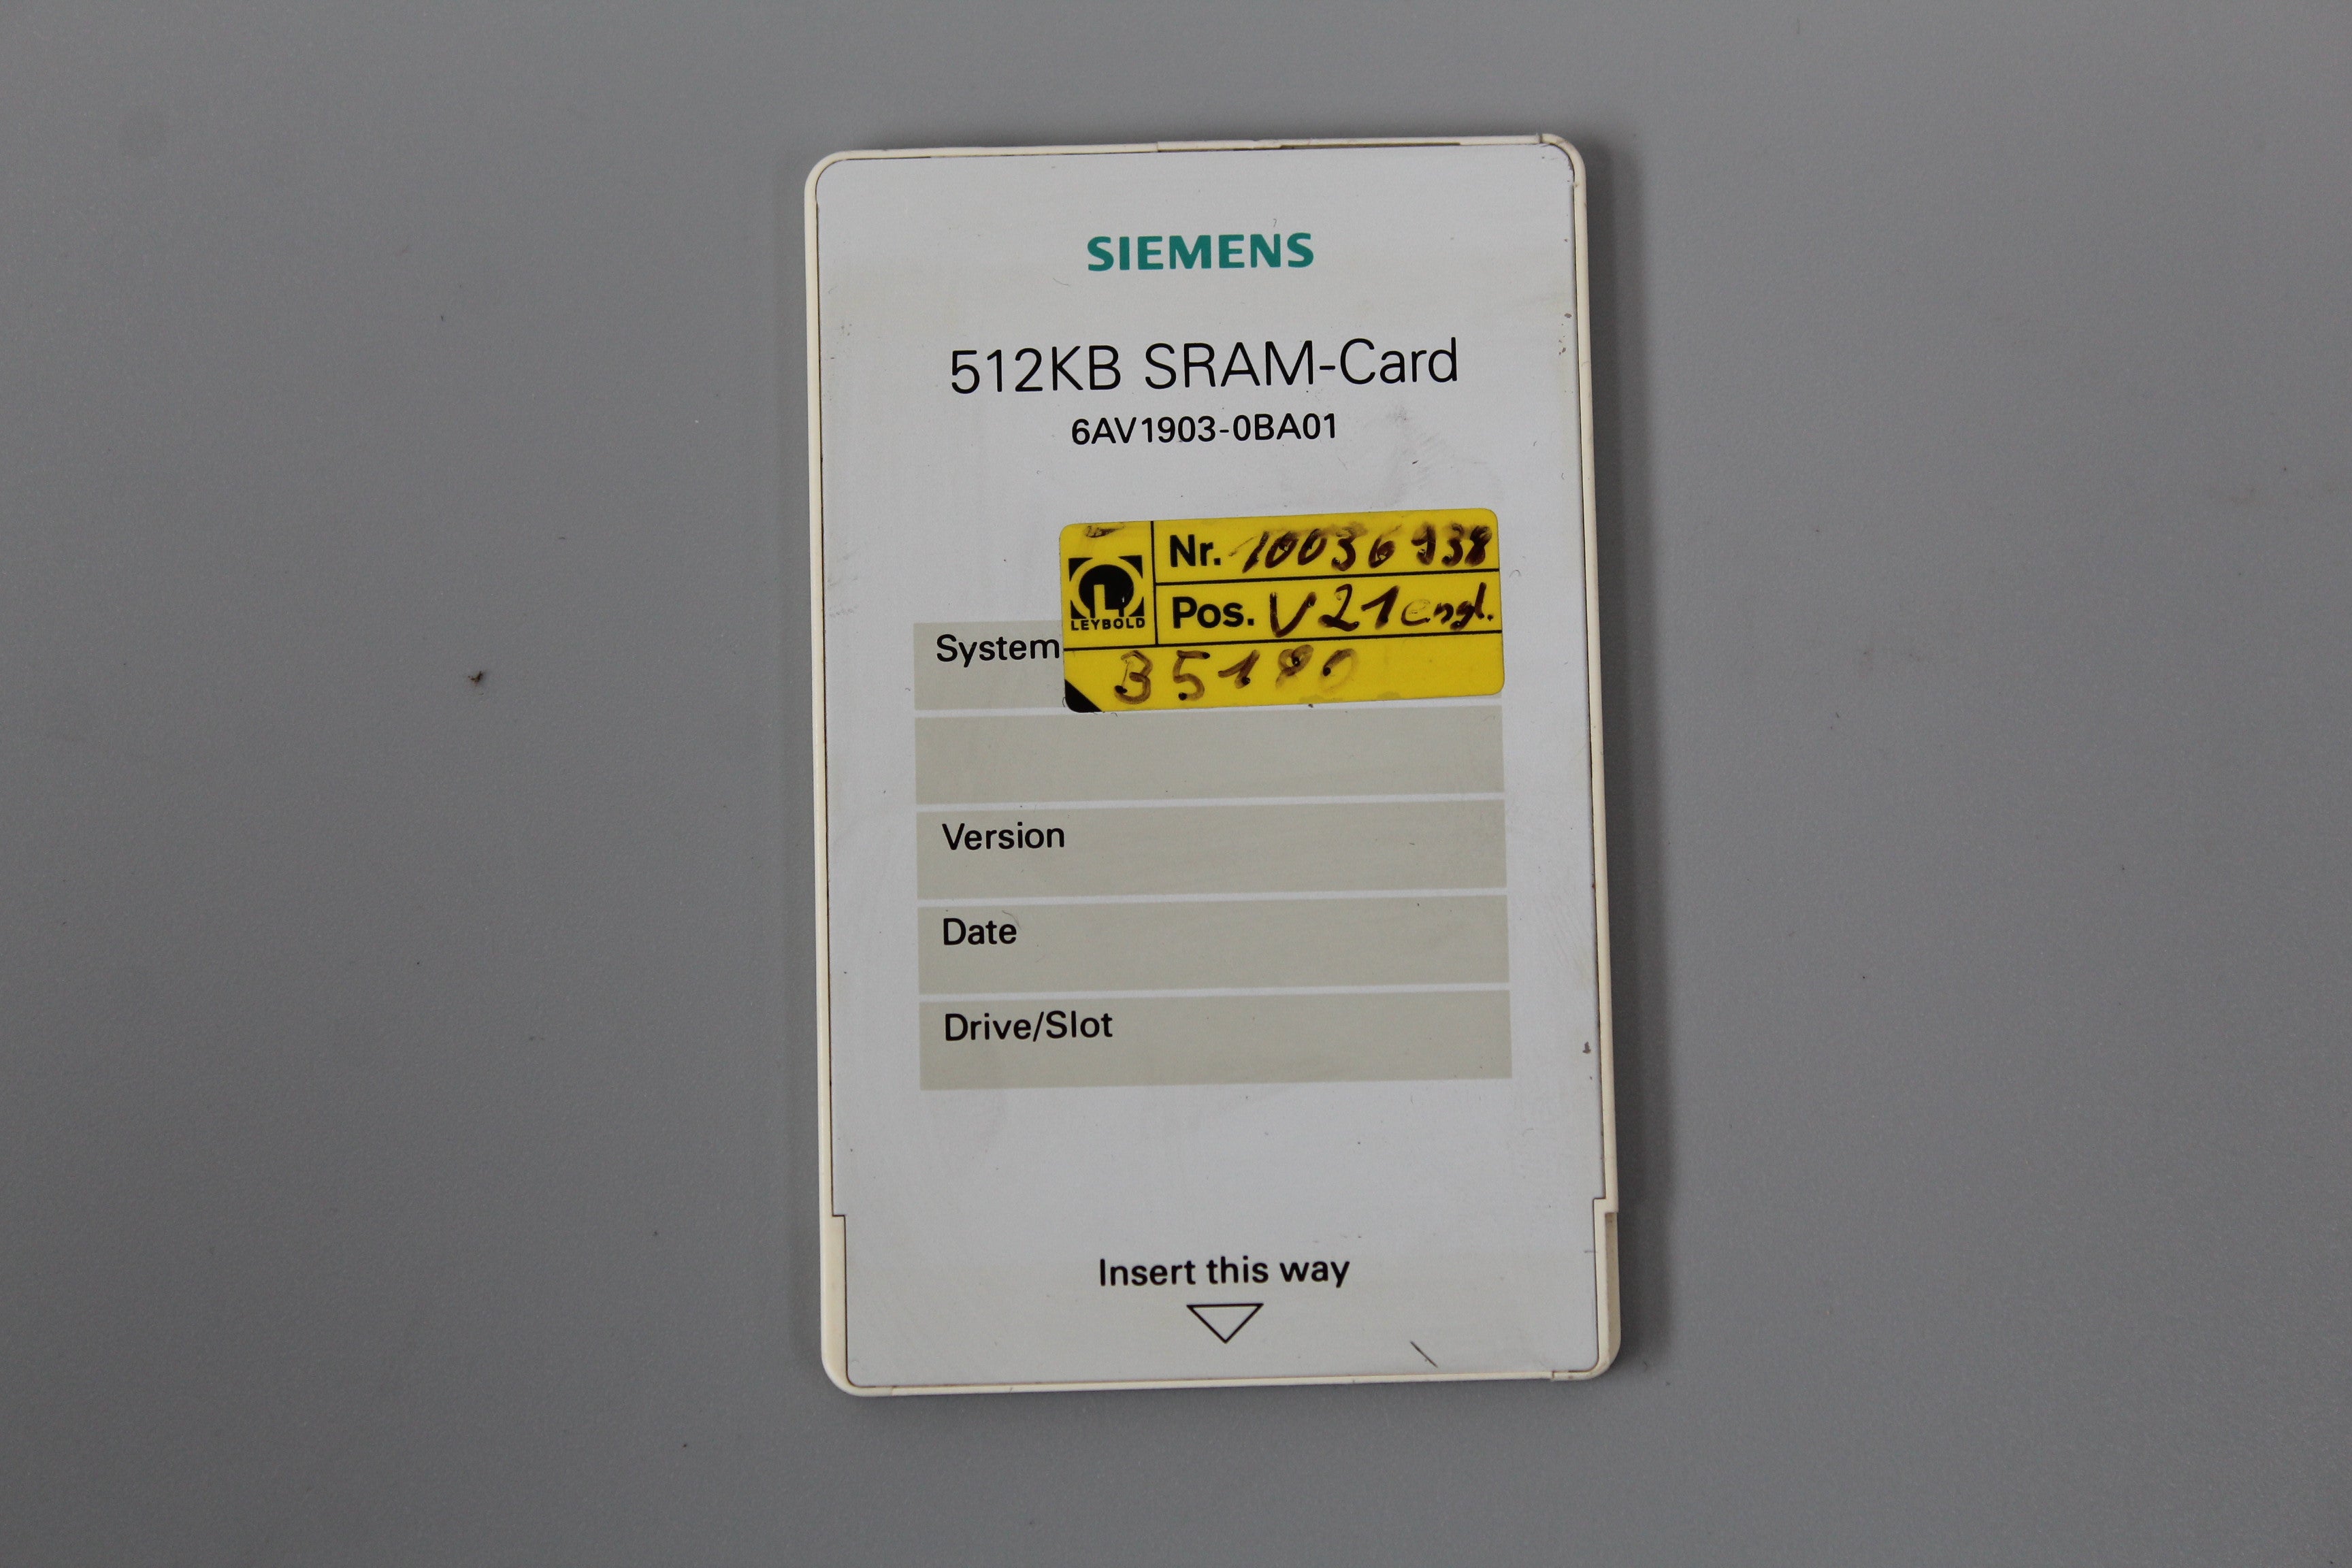 SIEMENS
512KB SRAM-Card
6AV1903-0BA01
LEYBOLD
Nr. 10036938
Pos. V21 engl.
System
Version
Date
Drive/Slot
Insert this way